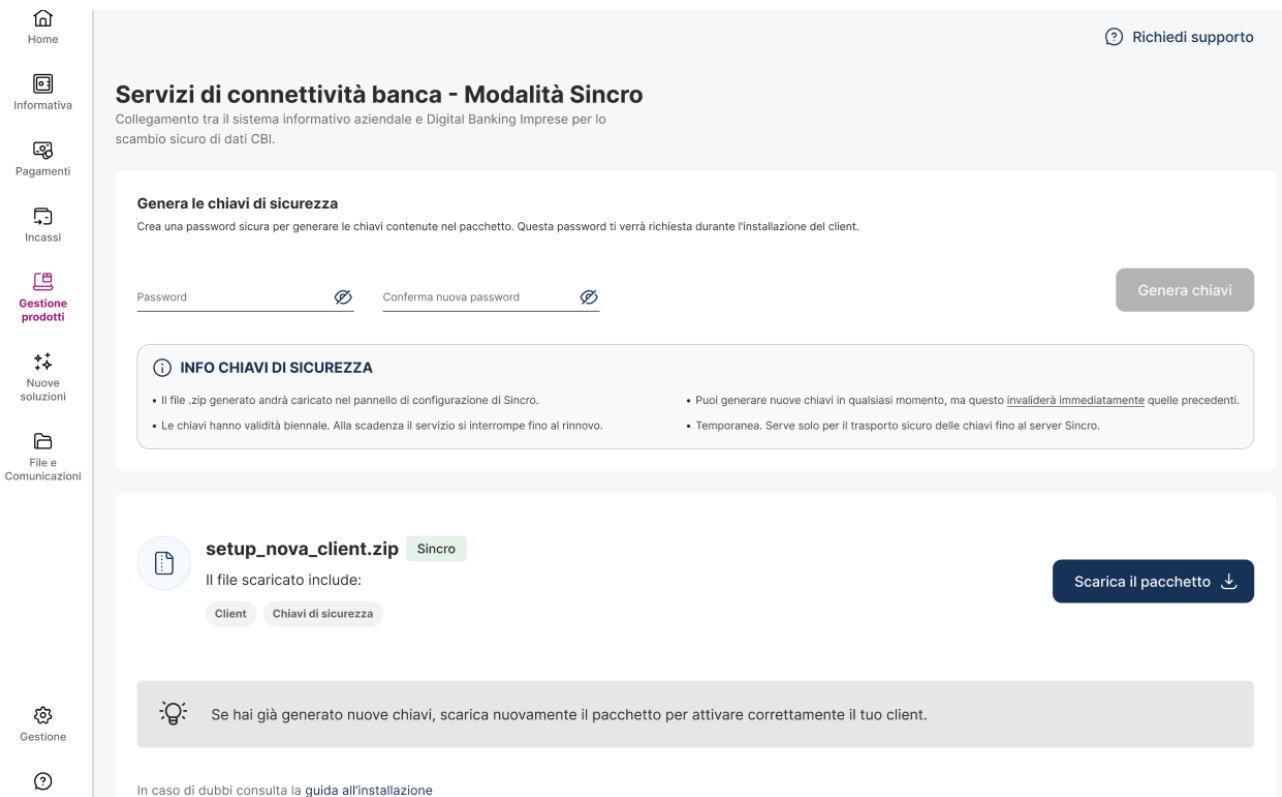 Home
Informativa
Pagamenti
Incassi
Gestione
prodotti
Nuove
soluzioni
File e
Comunicazioni
Gestione
Richiedi supporto
Servizi di connettività banca - Modalità Sincro
Collegamento tra il sistema informativo aziendale e Digital Banking Imprese per lo
scambio sicuro di dati CBI.
Genera le chiavi di sicurezza
Crea una password sicura per generare le chiavi contenute nel pacchetto. Questa password ti verrà richiesta durante l'installazione del client.
Password
Conferma nuova password
Genera chiavi
INFO CHIAVI DI SICUREZZA
• Il file .zip generato andrà caricato nel pannello di configurazione di Sincro.
• Le chiavi hanno validità biennale. Alla scadenza il servizio si interrompe fino al rinnovo.
• Puoi generare nuove chiavi in qualsiasi momento, ma questo invaliderà immediatamente quelle precedenti.
• Temporanea. Serve solo per il trasporto sicuro delle chiavi fino al server Sincro.
setup_nova_client.zip Sincro
Il file scaricato include:
Client Chiavi di sicurezza
Scarica il pacchetto
Se hai già generato nuove chiavi, scarica nuovamente il pacchetto per attivare correttamente il tuo client.
In caso di dubbi consulta la guida all'installazione